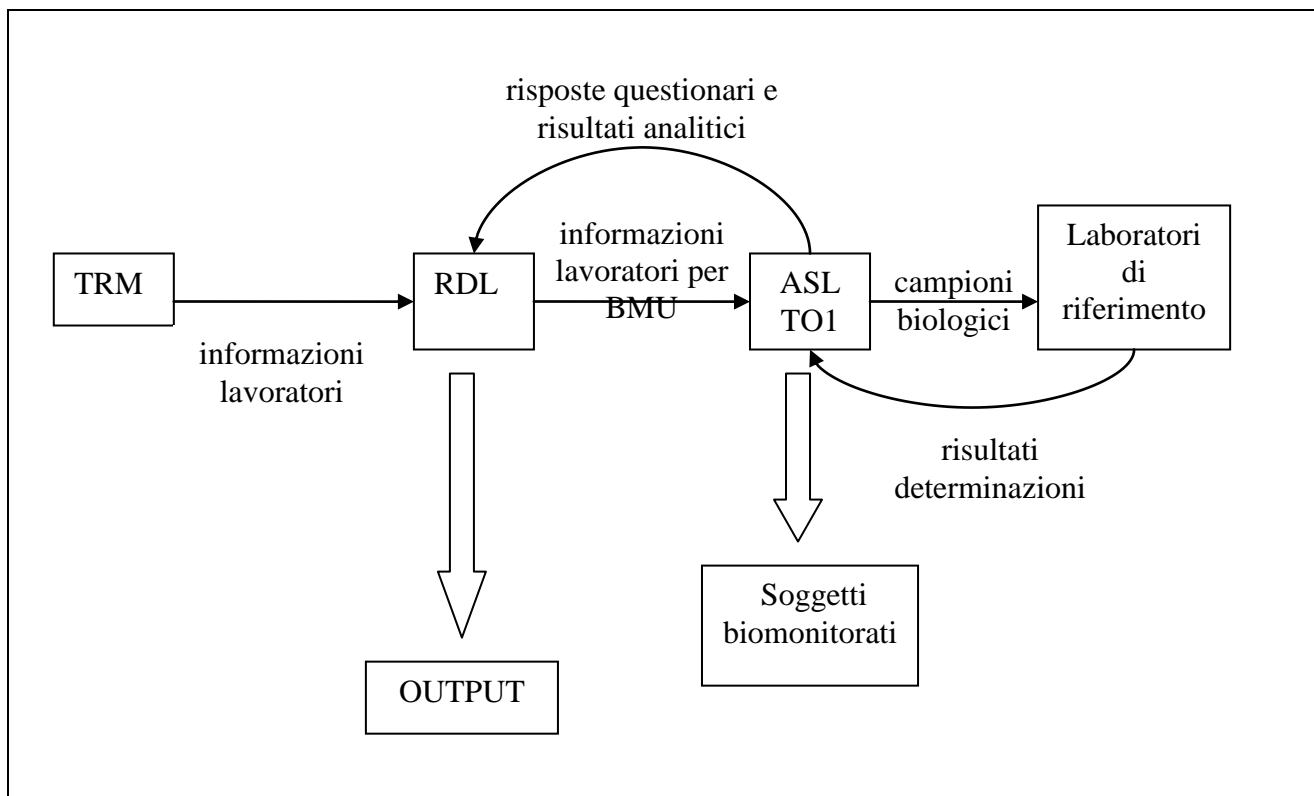 risposte questionari e
risultati analitici
TRM
informazioni
lavoratori
RDL
informazioni
lavoratori per
BMU
ASL
TO1
campioni
biologici
Laboratori
di
riferimento
risultati
determinazioni
Soggetti
biomonitorati
OUTPUT